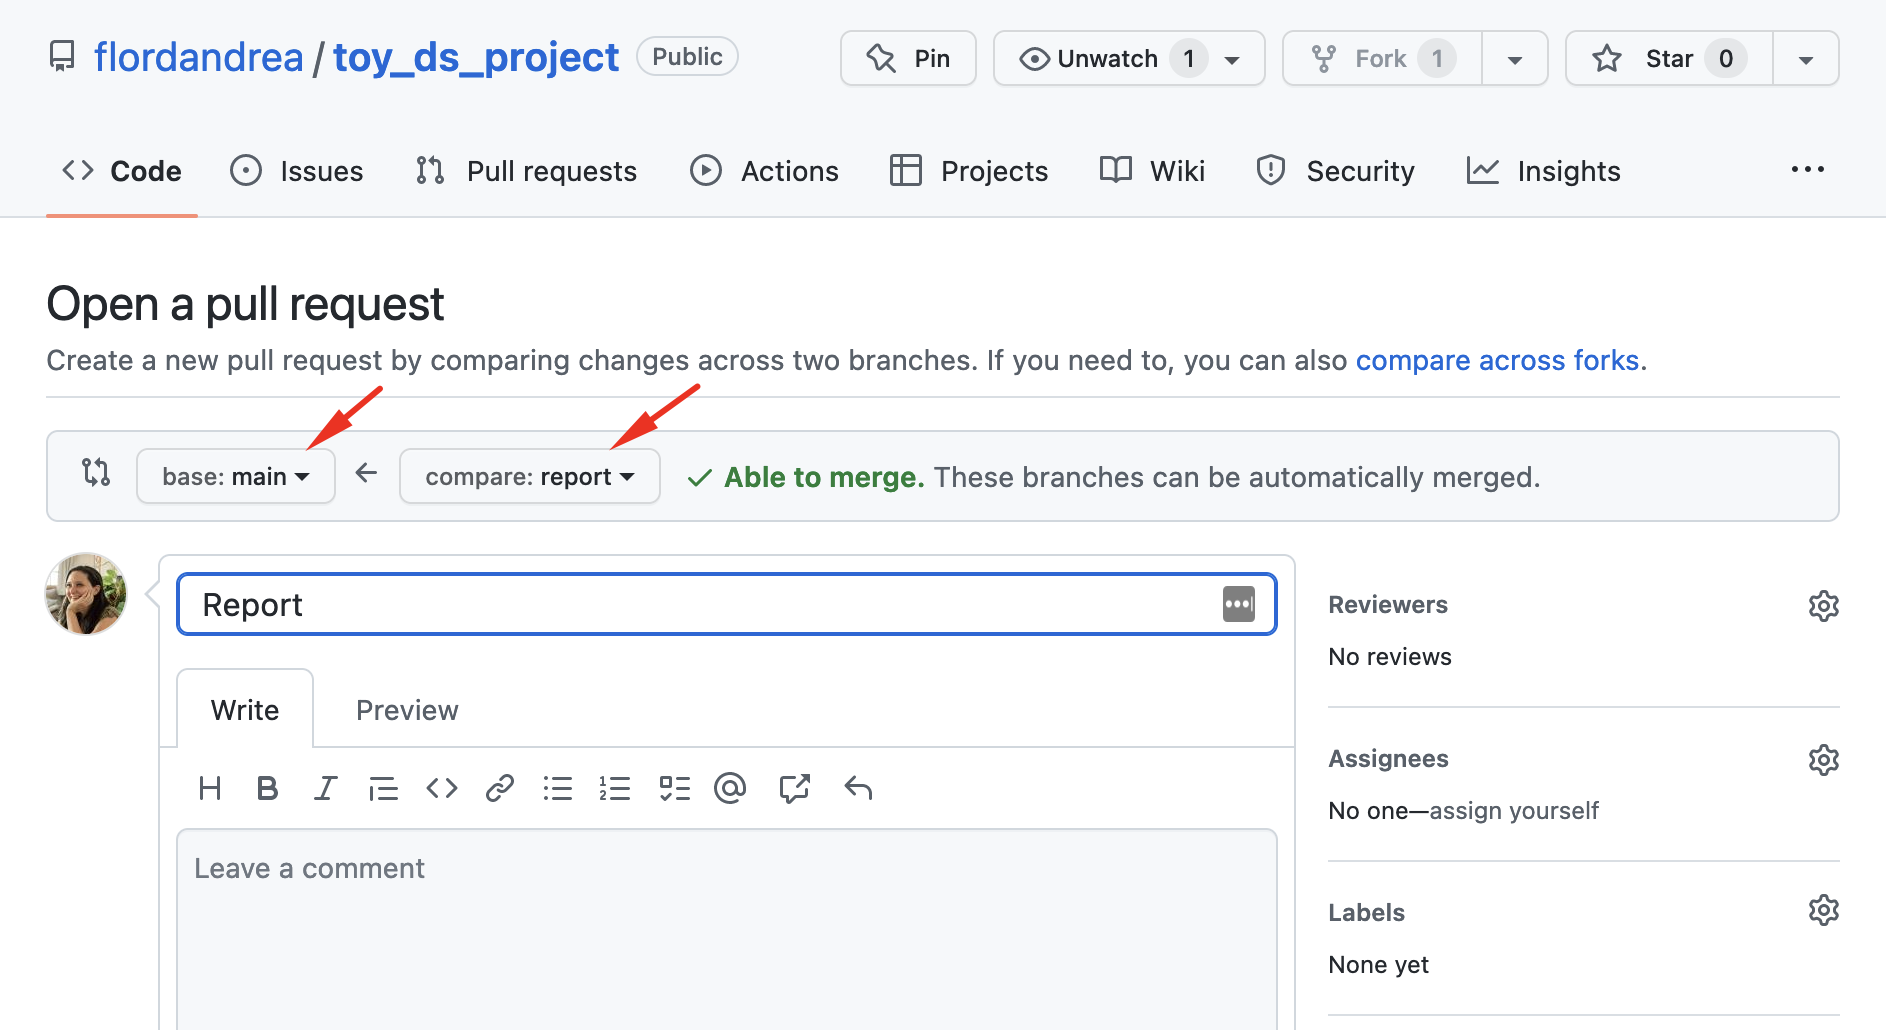 flordandrea / toy_ds_project Public Pin Unwatch 1 Fork 1 Star 0
Code Issues Pull requests Actions Projects Wiki Security Insights
Open a pull request
Create a new pull request by comparing changes across two branches. If you need to, you can also compare across forks.
base: main compare: report Able to merge. These branches can be automatically merged.
Report
Reviewers
No reviews
Write Preview
Assignees
No one—assign yourself
Leave a comment
Labels
None yet